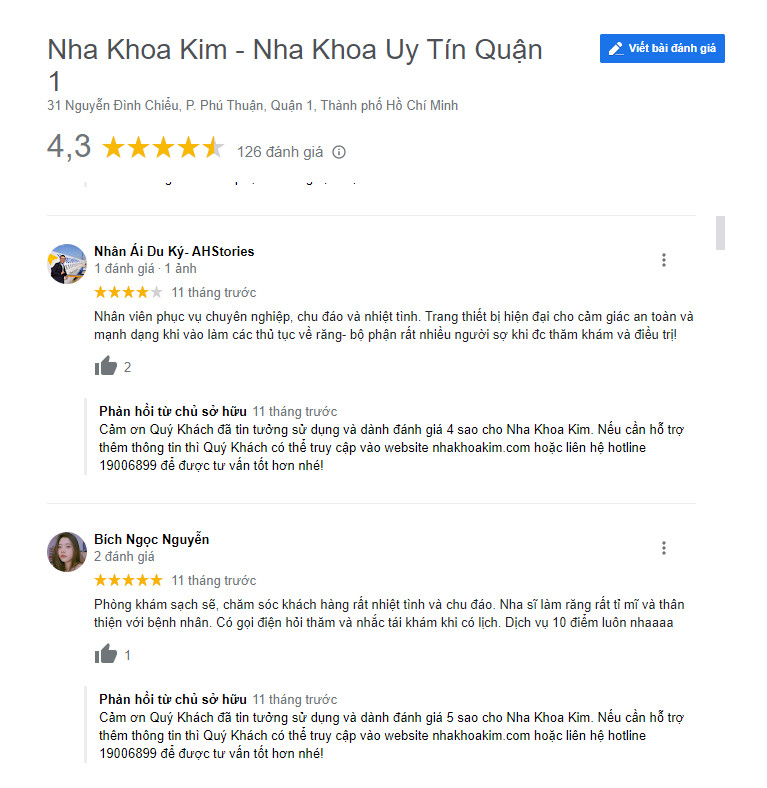 Nha Khoa Kim - Nha Khoa Uy Tín Quận
1
Viết bài đánh giá
31 Nguyễn Đình Chiểu, P. Phú Thuận, Quận 1, Thành phố Hồ Chí Minh
4,3
126 đánh giá
Nhân Ái Du Ký- AHStories
1 đánh giá · 1 ảnh
11 tháng trước
Nhân viên phục vụ chuyên nghiệp, chu đáo và nhiệt tình. Trang thiết bị hiện đại cho cảm giác an toàn và
mạnh dạng khi vào làm các thủ tục về răng- bộ phận rất nhiều người sợ khi đc thăm khám và điều trị!
2
Phản hồi từ chủ sở hữu 11 tháng trước
Cảm ơn Quý Khách đã tin tưởng sử dụng và dành đánh giá 4 sao cho Nha Khoa Kim. Nếu cần hỗ trợ
thêm thông tin thì Quý Khách có thể truy cập vào website nhakhoakim.com hoặc liên hệ hotline
19006899 để được tư vấn tốt hơn nhé!
Bích Ngọc Nguyễn
2 đánh giá
11 tháng trước
Phòng khám sạch sẽ, chăm sóc khách hàng rất nhiệt tình và chu đáo. Nha sĩ làm răng rất tỉ mĩ và thân
thiện với bệnh nhân. Có gọi điện hỏi thăm và nhắc tái khám khi có lịch. Dịch vụ 10 điểm luôn nhaaaa
1
Phản hồi từ chủ sở hữu 11 tháng trước
Cảm ơn Quý Khách đã tin tưởng sử dụng và dành đánh giá 5 sao cho Nha Khoa Kim. Nếu cần hỗ trợ
thêm thông tin thì Quý Khách có thể truy cập vào website nhakhoakim.com hoặc liên hệ hotline
19006899 để được tư vấn tốt hơn nhé!